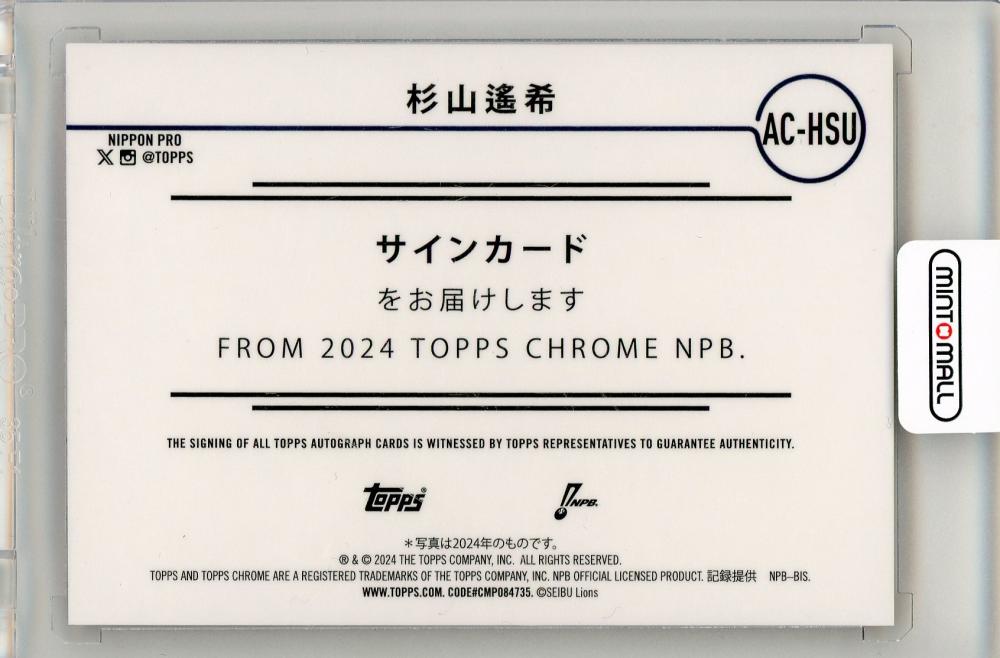 杉山遙希
AC-HSU
NIPPON PRO
@TOPPS
サインカード
をお届けします
FROM 2024 TOPPS CHROME NPB.
THE SIGNING OF ALL TOPPS AUTOGRAPH CARDS IS WITNESSED BY TOPPS REPRESENTATIVES TO GUARANTEE AUTHENTICITY.
topps®
NPB.
＊写真は2024年のものです。
® & © 2024 THE TOPPS COMPANY, INC. ALL RIGHTS RESERVED.
TOPPS AND TOPPS CHROME ARE A REGISTERED TRADEMARKS OF THE TOPPS COMPANY, INC. NPB OFFICIAL LICENSED PRODUCT. 記録提供 NPB–BIS.
WWW.TOPPS.COM. CODE#CMP084735. ©SEIBU Lions
MINT MALL